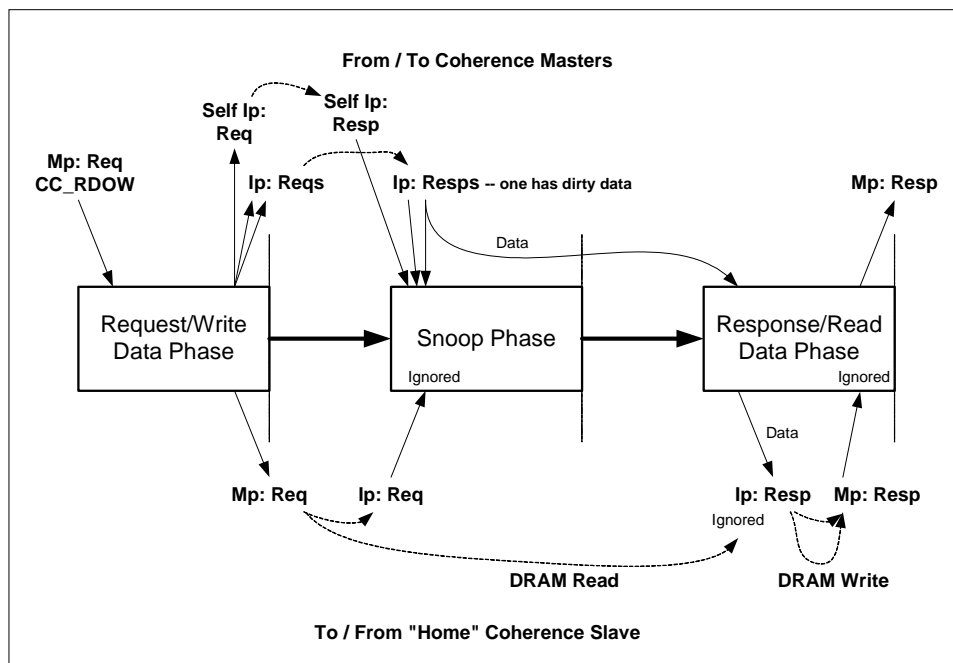 From / To Coherence Masters
Self Ip:
Req
Self Ip:
Resp
Mp: Req
CC_RDOW
Ip: Reqs
Ip: Resps -- one has dirty data
Mp: Resp
Data
Request/Write
Data Phase
Snoop Phase
Ignored
Response/Read
Data Phase
Ignored
Data
Mp: Req
Ip: Req
Ip: Resp
Mp: Resp
Ignored
DRAM Read
DRAM Write
To / From "Home" Coherence Slave